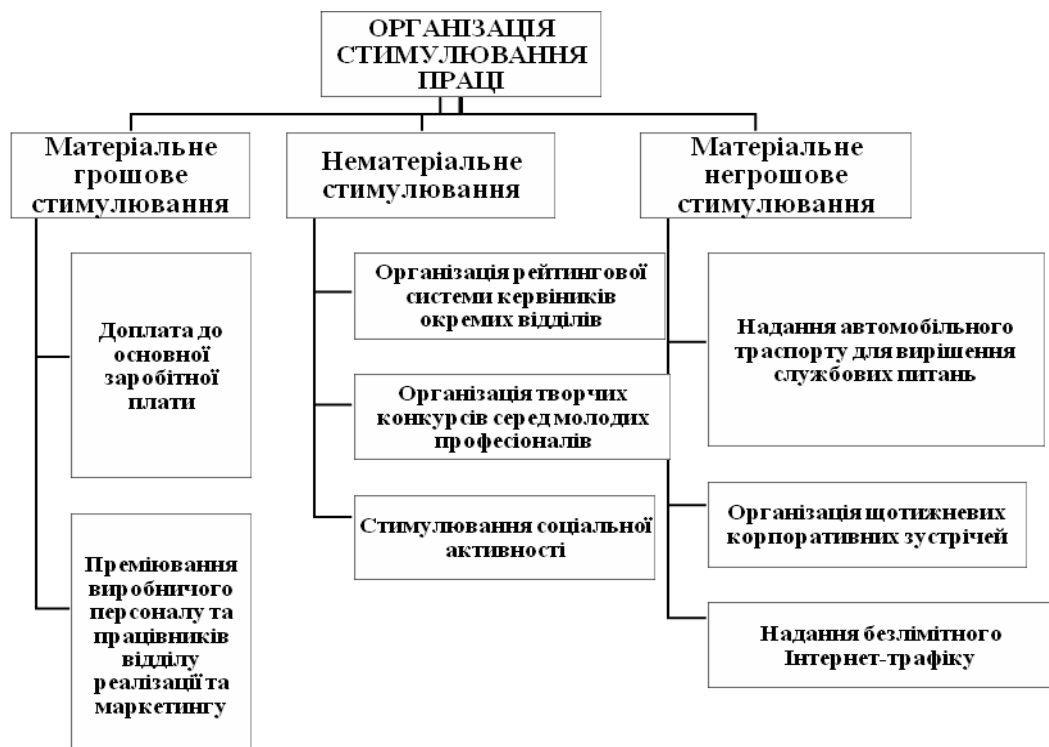 ОРГАНІЗАЦІЯ
СТИМУЛЮВАННЯ
ПРАЦІ
Матеріальне
грошове
стимулювання
Доплата до
основної
заробітної
плати
Преміювання
виробничого
персоналу та
працівників
відділу
реалізації та
маркетингу
Нематеріальне
стимулювання
Організація рейтингової
системи кервіників
окремих відділів
Організація творчих
конкурсів серед молодих
професіоналів
Стимулювання соціальної
активності
Матеріальне
негрошове
стимулювання
Надання автомобільного
траспорту для вирішення
службових питань
Організація щотижневих
корпоративних зустрічей
Надання безлімітного
Інтернет-трафіку